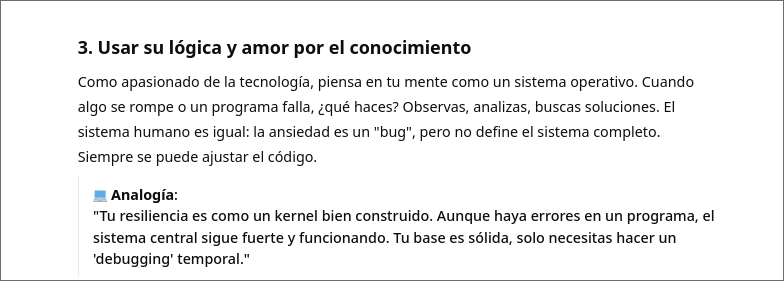 3. Usar su lógica y amor por el conocimiento
Como apasionado de la tecnología, piensa en tu mente como un sistema operativo. Cuando
algo se rompe o un programa falla, ¿qué haces? Observas, analizas, buscas soluciones. El
sistema humano es igual: la ansiedad es un "bug", pero no define el sistema completo.
Siempre se puede ajustar el código.
💻 Analogía:
"Tu resiliencia es como un kernel bien construido. Aunque haya errores en un programa, el
sistema central sigue fuerte y funcionando. Tu base es sólida, solo necesitas hacer un
'debugging' temporal."